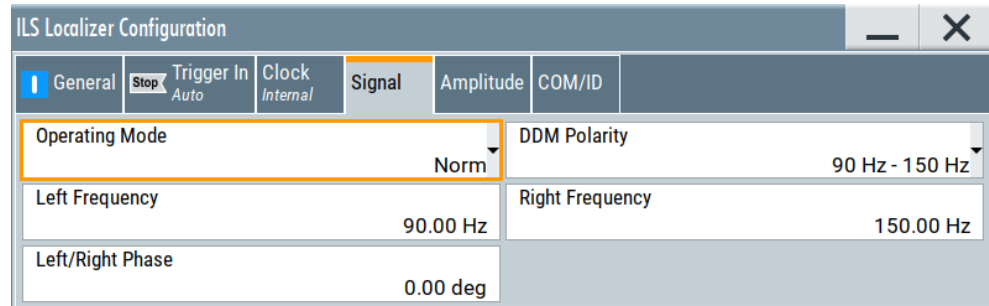 ILS Localizer Configuration
General Stop Trigger In Auto Clock Internal Signal Amplitude COM/ID
Operating Mode DDM Polarity
Norm 90 Hz - 150 Hz
Left Frequency Right Frequency
90.00 Hz 150.00 Hz
Left/Right Phase
0.00 deg